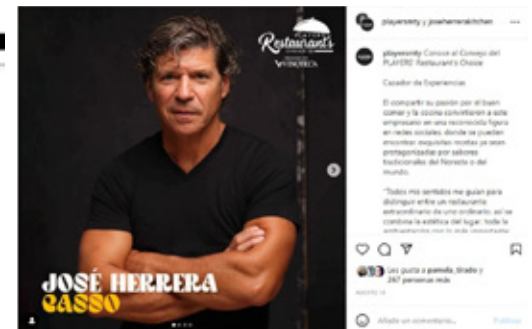 PLAYERS'
Restaurant's
VINOTECA
JOSÉ HERRERA
CASSO
playersmty y joseherrerakitchen
playersmty Conoce al Consejo del
PLAYERS' Restaurant's Choice
Cazador de Experiencias
El compartir su pasión por el buen
comer y la cocina convirtieron a este
empresario en una reconocida figura
en redes sociales, donde se pueden
encontrar exquisitas recetas ya sean
protagonizadas por sabores
tradicionales del Noreste o del
mundo.
"Todos mis sentidos me guían para
distinguir entre un restaurante
extraordinario de uno ordinario, así se
combina la estética del lugar, toda la
Les gusta a pamela_tirado y
267 personas más
AGOSTO
Añade un comentario...
Publicar